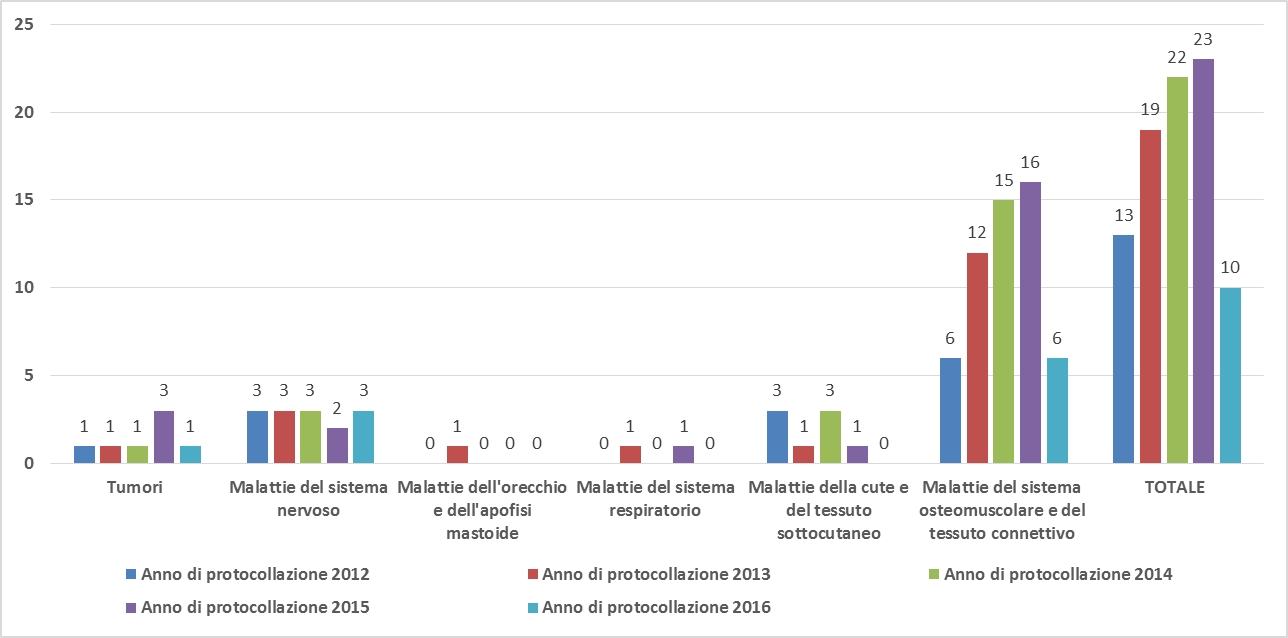 25
20
15
10
5
0
1 1 1 3 1
3 3 3 2 3
0 1 0 0 0
0 1 0 1 0
3 1 3 1 0
6 12 15 16 6
13 19 22 23 10
Tumori
Malattie del sistema
nervoso
Malattie dell'orecchio
e dell'apofisi
mastoide
Malattie del sistema
respiratorio
Malattie della cute e
del tessuto
sottocutaneo
Malattie del sistema
osteomuscolare e del
tessuto connettivo
TOTALE
Anno di protocollazione 2012
Anno di protocollazione 2013
Anno di protocollazione 2014
Anno di protocollazione 2015
Anno di protocollazione 2016